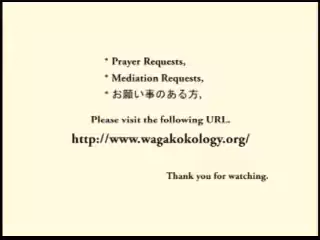 * Prayer Requests,
* Mediation Requests,
* お願い事のある方,
Please visit the following URL.
http://www.wagakokology.org/
Thank you for watching.